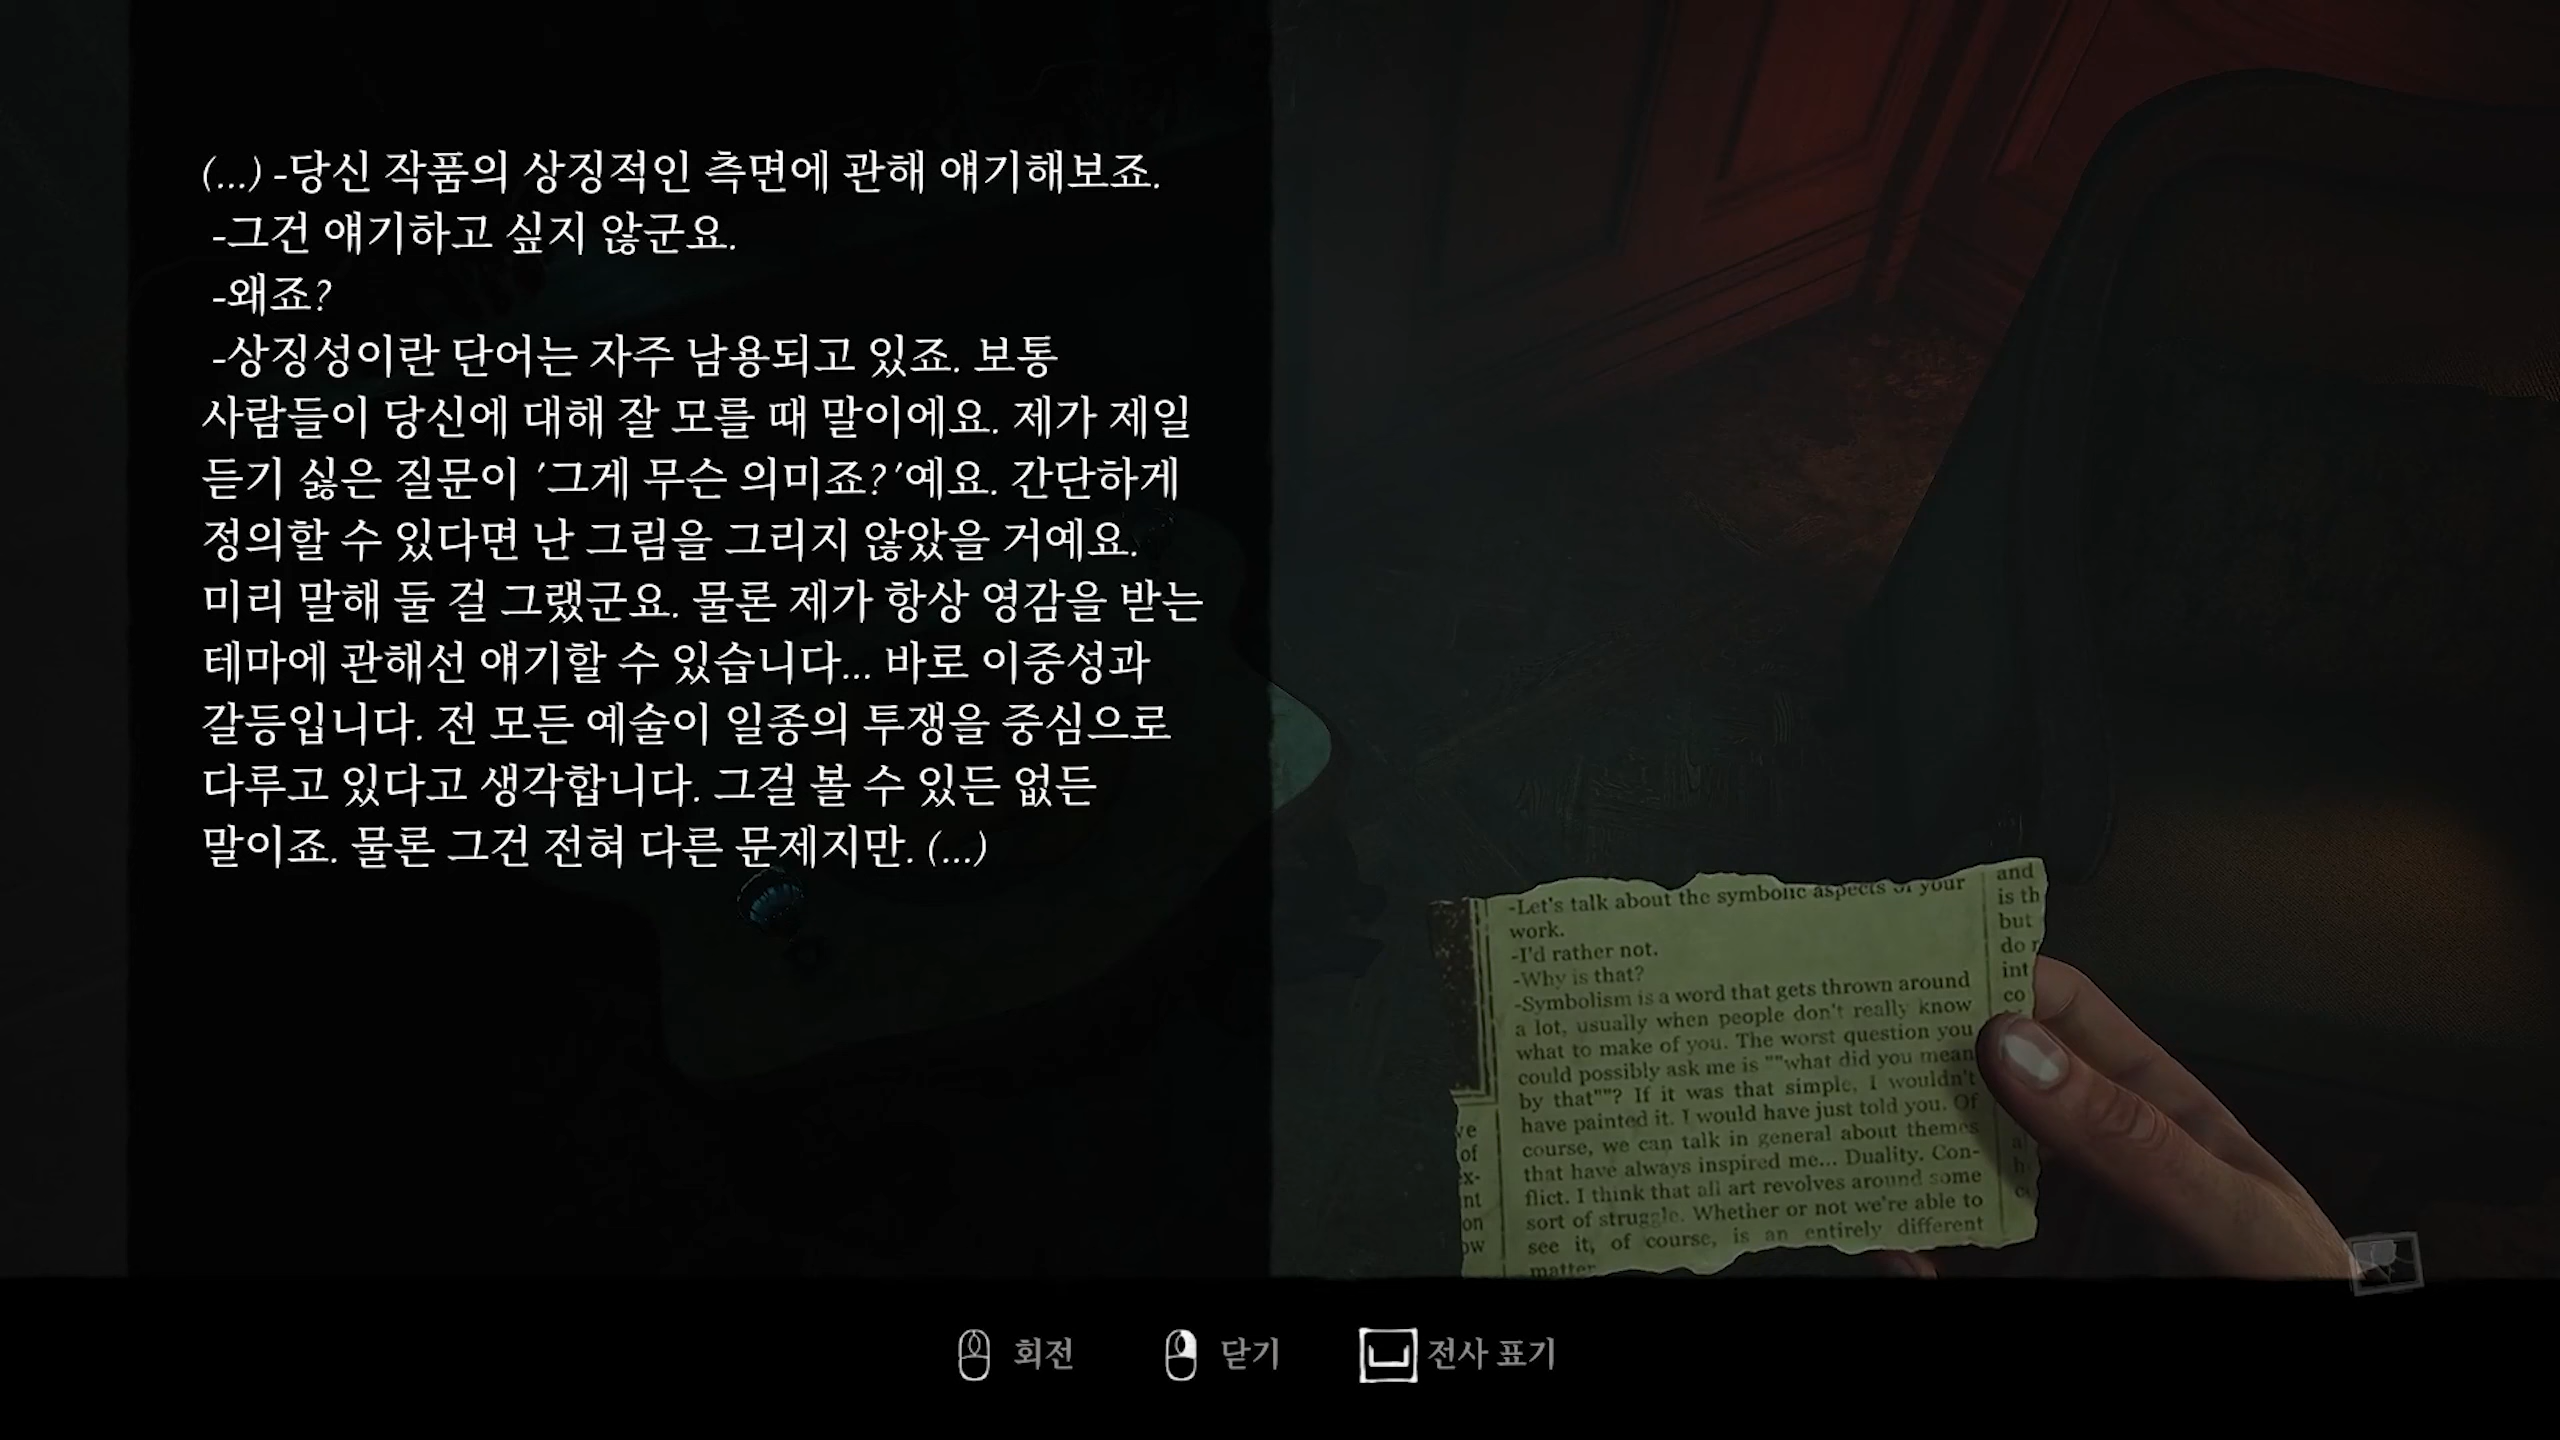 (...) -당신 작품의 상징적인 측면에 관해 얘기해보죠.
-그건 얘기하고 싶지 않군요.
-왜죠?
-상징성이란 단어는 자주 남용되고 있죠. 보통
사람들이 당신에 대해 잘 모를 때 말이에요. 제가 제일
듣기 싫은 질문이 '그게 무슨 의미죠?'예요. 간단하게
정의할 수 있다면 난 그림을 그리지 않았을 거예요.
미리 말해 둘 걸 그랬군요. 물론 제가 항상 영감을 받는
테마에 관해선 얘기할 수 있습니다... 바로 이중성과
갈등입니다. 전 모든 예술이 일종의 투쟁을 중심으로
다루고 있다고 생각합니다. 그걸 볼 수 있든 없든
말이죠. 물론 그건 전혀 다른 문제지만. (...)
-Let's talk about the symbolic aspects of your
work.
-I'd rather not.
-Why is that?
-Symbolism is a word that gets thrown around
a lot, usually when people don't really know
what to make of you. The worst question you
could possibly ask me is ""what did you mean
by that""? If it was that simple, I wouldn't
have painted it. I would have just told you. Of
course, we can talk in general about themes
that have always inspired me... Duality. Con-
flict. I think that all art revolves around some
sort of struggle. Whether or not we're able to
see it, of course, is an entirely different
matter
and
is th
but
do
int
co
of
x-
nt
on
ow
회전
닫기
전사 표기